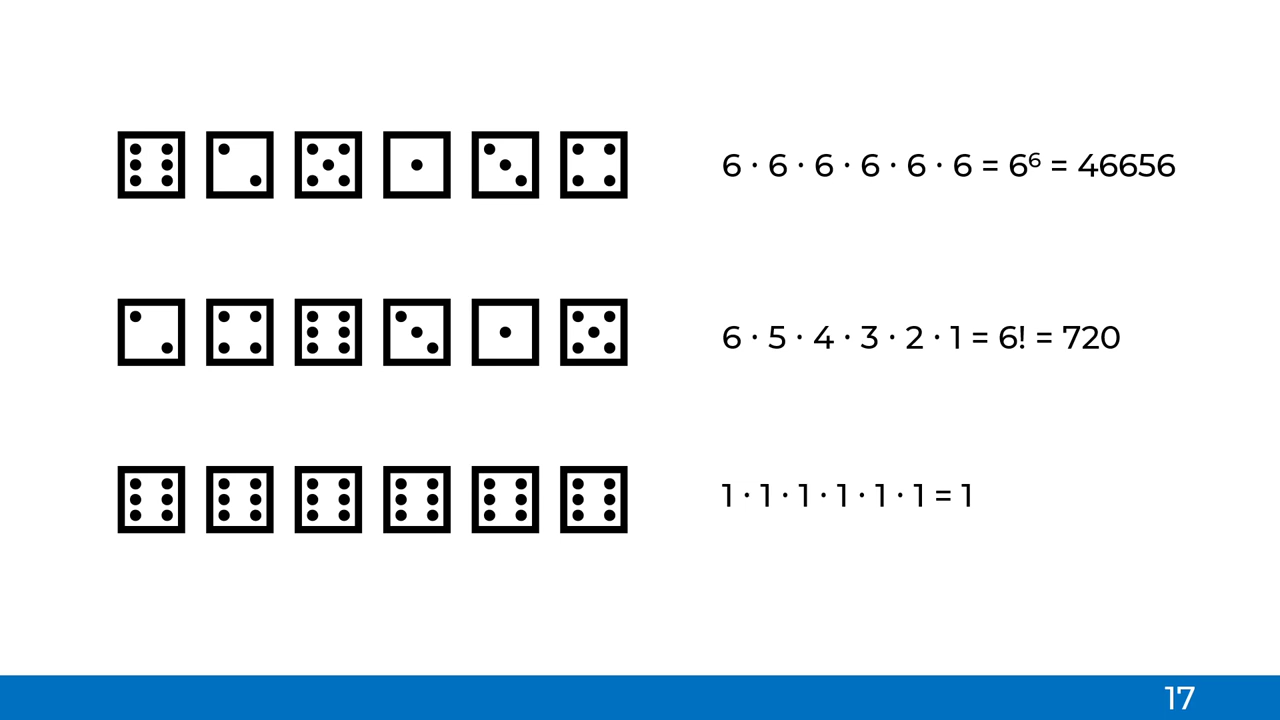 6 · 6 · 6 · 6 · 6 · 6 = 6⁶ = 46656
6 · 5 · 4 · 3 · 2 · 1 = 6! = 720
1 · 1 · 1 · 1 · 1 · 1 = 1
17